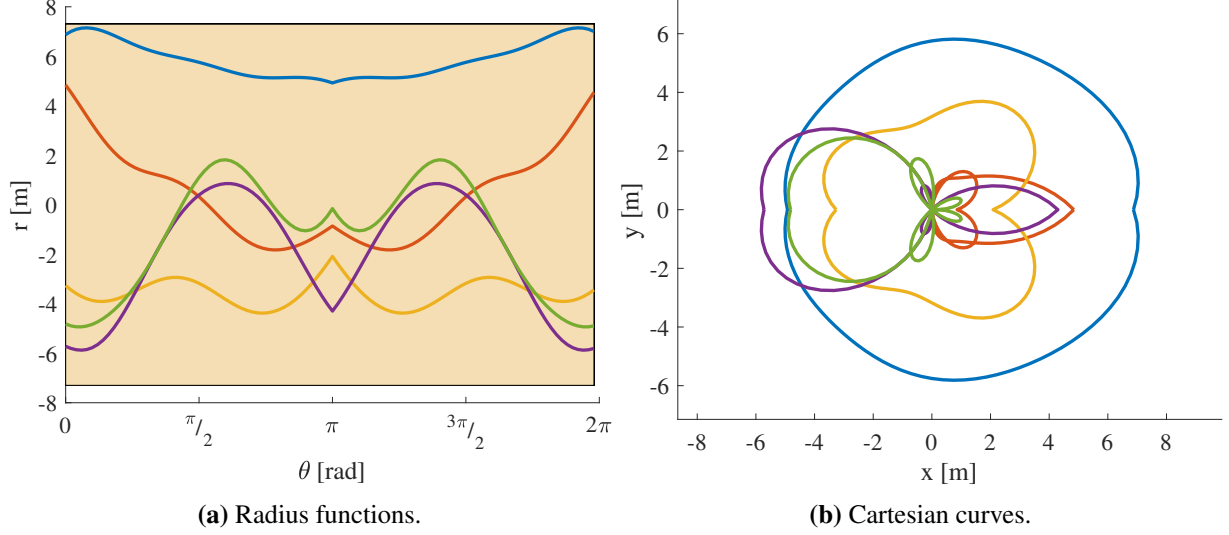 8
6
4
2
0
-2
-4
-6
-8
r [m]
0
π/2
π
3π/2
2π
θ [rad]
(a) Radius functions.
6
4
2
0
-2
-4
-6
y [m]
-8
-6
-4
-2
0
2
4
6
8
x [m]
(b) Cartesian curves.